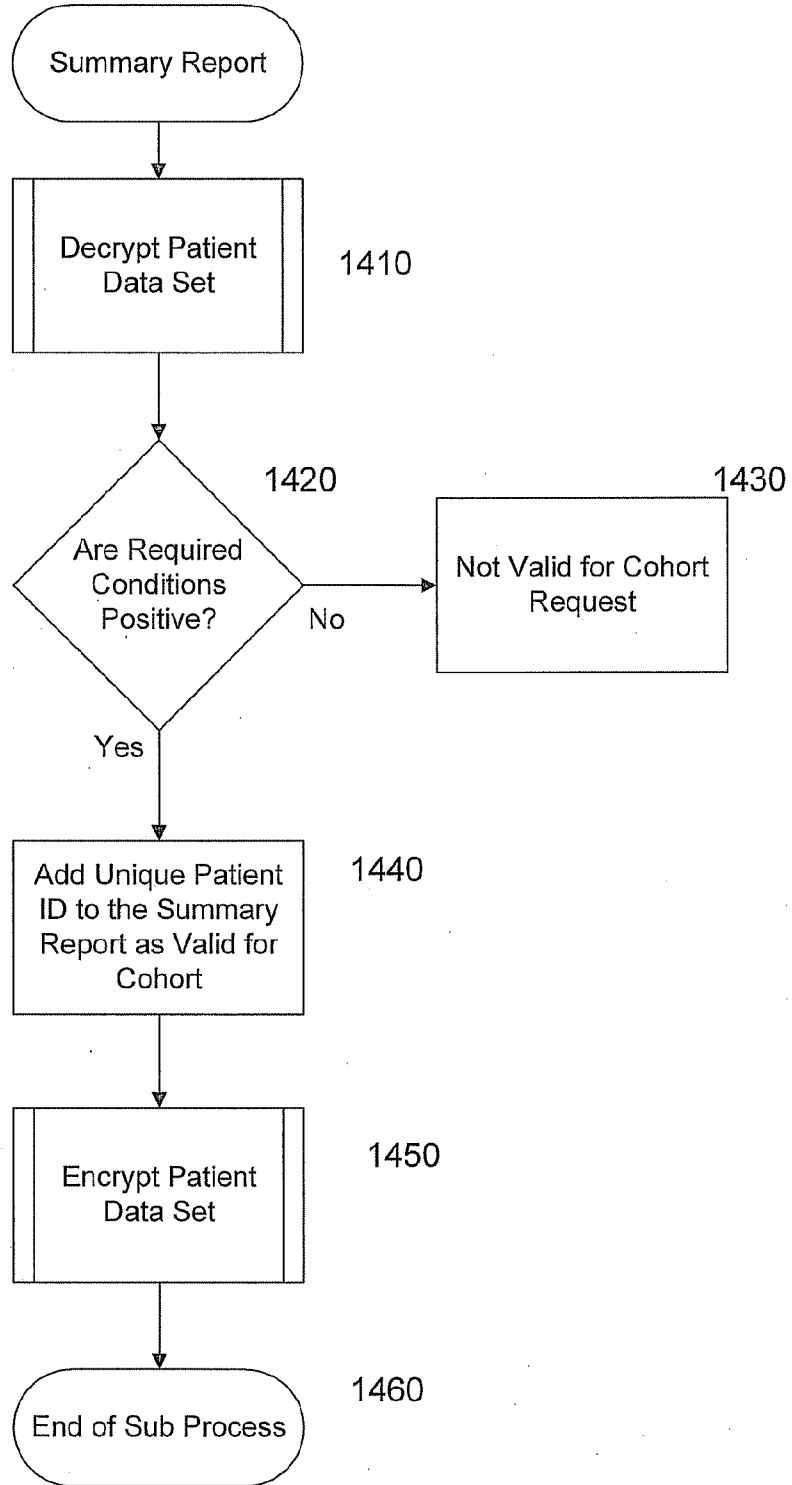 Summary Report
Decrypt Patient
Data Set
1410
1420
Are Required
Conditions
Positive?
No
Yes
1430
Not Valid for Cohort
Request
Add Unique Patient
ID to the Summary
Report as Valid for
Cohort
1440
Encrypt Patient
Data Set
1450
End of Sub Process
1460